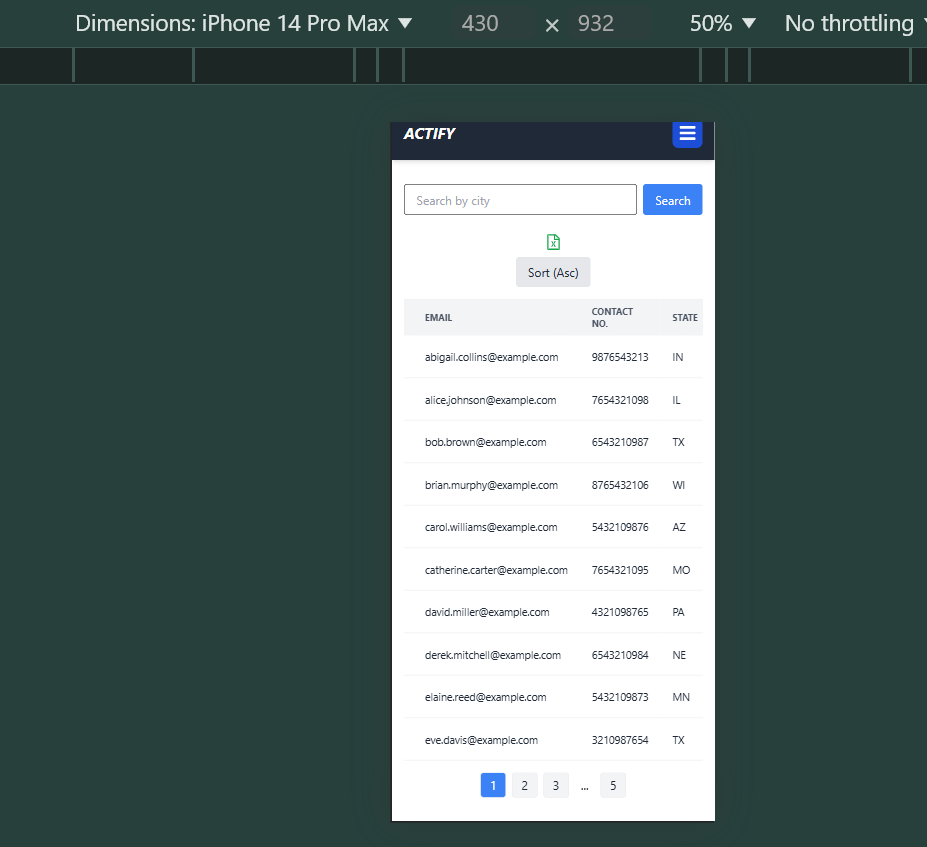 Dimensions: iPhone 14 Pro Max 430 × 932 50% No throttling
ACTIFY
Search by city Search
Sort (Asc)
EMAIL CONTACT NO. STATE
abigail.collins@example.com 9876543213 IN
alice.johnson@example.com 7654321098 IL
bob.brown@example.com 6543210987 TX
brian.murphy@example.com 8765432106 WI
carol.williams@example.com 5432109876 AZ
catherine.carter@example.com 7654321095 MO
david.miller@example.com 4321098765 PA
derek.mitchell@example.com 6543210984 NE
elaine.reed@example.com 5432109873 MN
eve.davis@example.com 3210987654 TX
1 2 3 ... 5